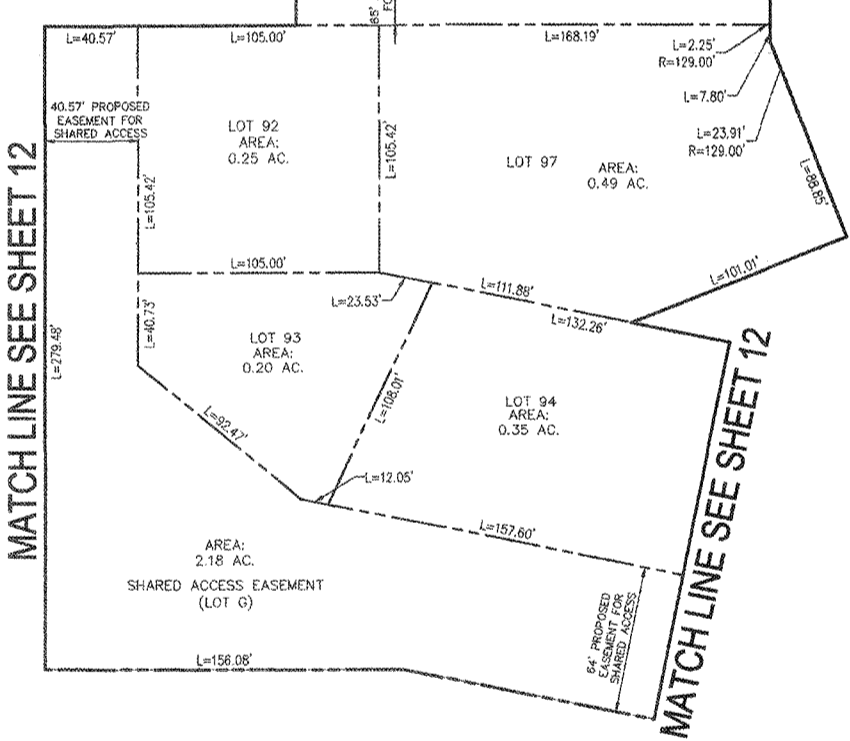 65'
FO
L=40.57'
L=105.00'
L=168.19'
L=2.25'
R=129.00'
L=7.80'
L=23.91'
R=129.00'
L=88.85'
L=101.01'
40.57' PROPOSED
EASEMENT FOR
SHARED ACCESS
LOT 92
AREA:
0.25 AC.
L=105.42'
L=105.42'
LOT 97
AREA:
0.49 AC.
MATCH LINE SEE SHEET 12
L=279.48'
L=105.00'
L=23.53'
L=111.88'
L=132.26'
L=40.73'
LOT 93
AREA:
0.20 AC.
L=108.01'
LOT 94
AREA:
0.35 AC.
L=92.47'
L=12.05'
L=157.60'
MATCH LINE SEE SHEET 12
AREA:
2.18 AC.
SHARED ACCESS EASEMENT
(LOT G)
64' PROPOSED
EASEMENT FOR
SHARED ACCESS
L=156.08'